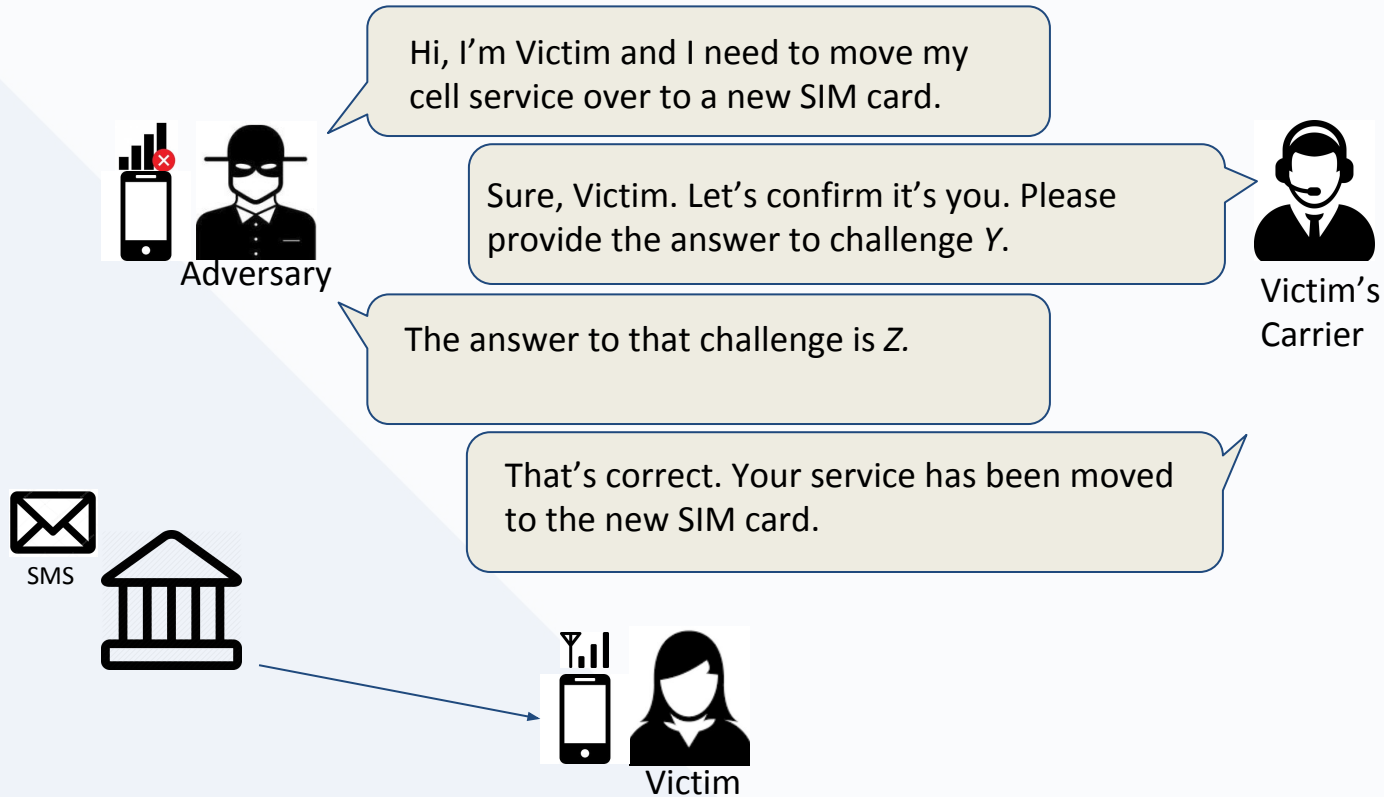 Hi, I’m Victim and I need to move my
cell service over to a new SIM card.
Sure, Victim. Let’s confirm it’s you. Please
provide the answer to challenge Y.
Adversary
Victim’s
Carrier
The answer to that challenge is Z.
That’s correct. Your service has been moved
to the new SIM card.
SMS
Victim